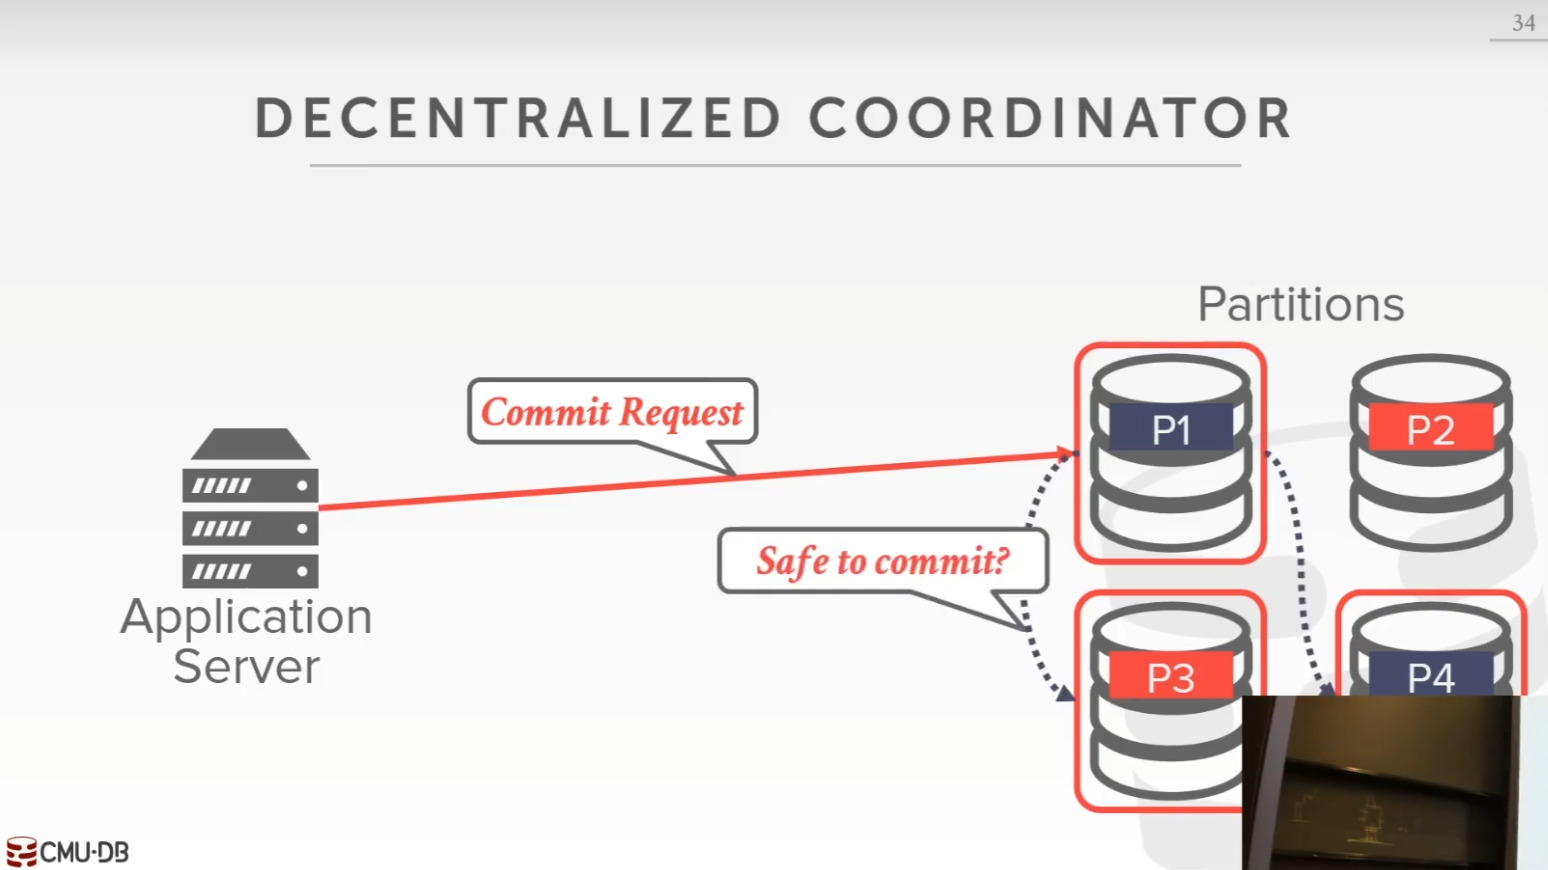 34
DECENTRALIZED COORDINATOR
Partitions
Commit Request
P1
P2
Safe to commit?
Application
Server
P3
P4
CMU·DB